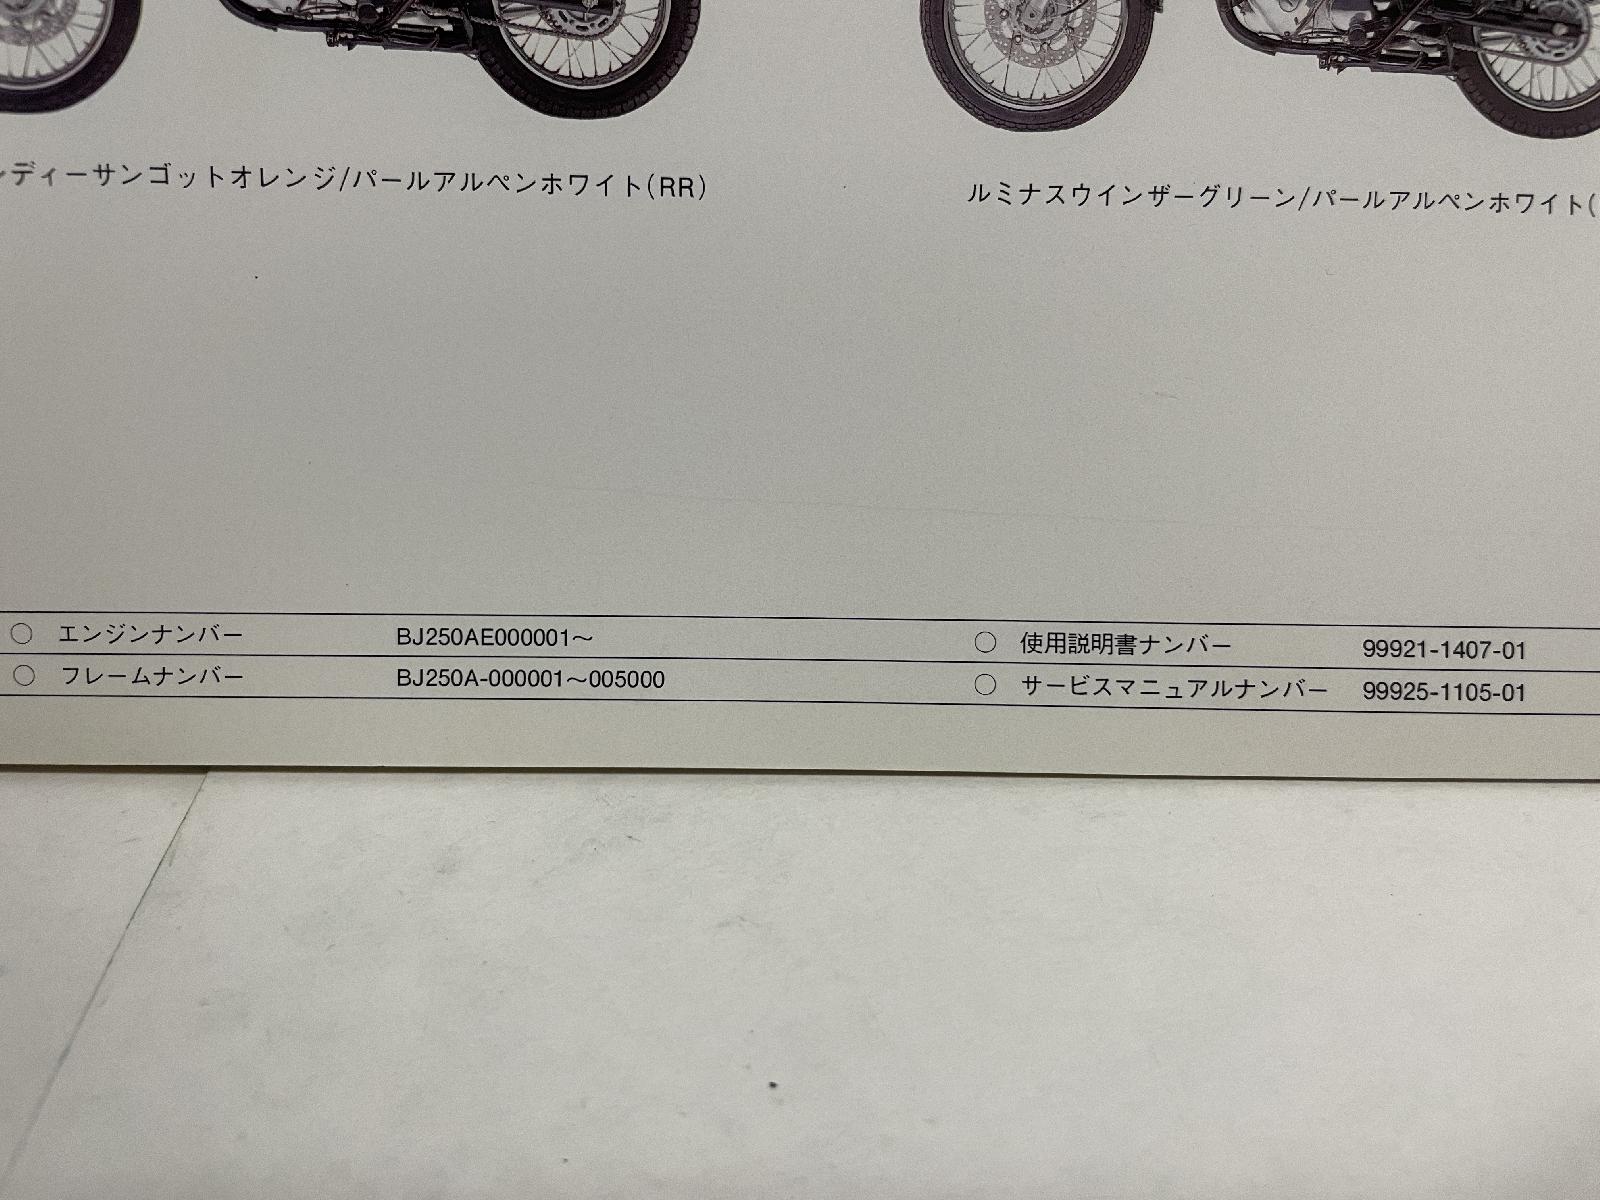 ディーサンゴットオレンジ/パールアルペンホワイト(RR)
ルミナスウインザーグリーン/パールアルペンホワイト(
○ エンジンナンバー BJ250AE000001〜
○ フレームナンバー BJ250A-000001〜005000
○ 使用説明書ナンバー 99921-1407-01
○ サービスマニュアルナンバー 99925-1105-01